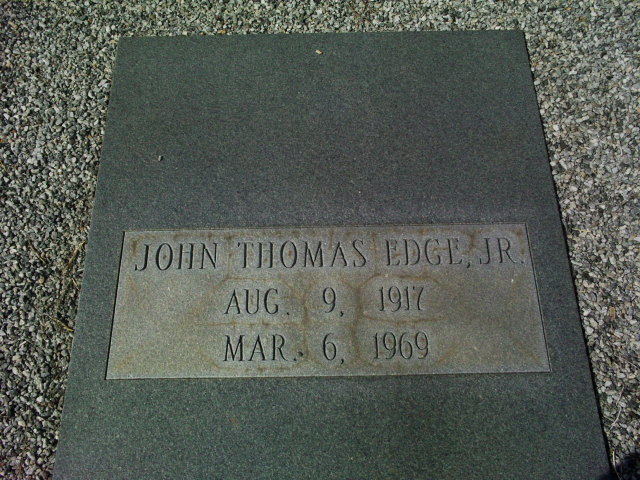 JOHN THOMAS EDGE, JR.
AUG. 9, 1917
MAR. 6, 1969